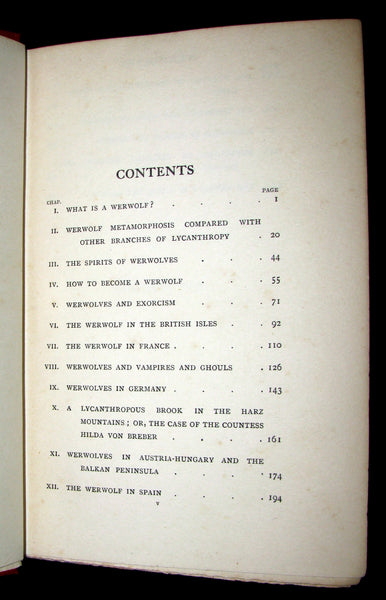 CONTENTS
CHAP. PAGE
I. WHAT IS A WERWOLF? . . . . 1
II. WERWOLF METAMORPHOSIS COMPARED WITH
OTHER BRANCHES OF LYCANTHROPY . 20
III. THE SPIRITS OF WERWOLVES . . . 44
IV. HOW TO BECOME A WERWOLF . . . 55
V. WERWOLVES AND EXORCISM . . . 71
VI. THE WERWOLF IN THE BRITISH ISLES . . 92
VII. THE WERWOLF IN FRANCE . . . . 110
VIII. WERWOLVES AND VAMPIRES AND GHOULS . 126
IX. WERWOLVES IN GERMANY . . . . 143
X. A LYCANTHROPOUS BROOK IN THE HARZ
MOUNTAINS; OR, THE CASE OF THE COUNTESS
HILDA VON BREBER . . . . 161
XI. WERWOLVES IN AUSTRIA-HUNGARY AND THE
BALKAN PENINSULA . . . . 174
XII. THE WERWOLF IN SPAIN . . . . 194
v